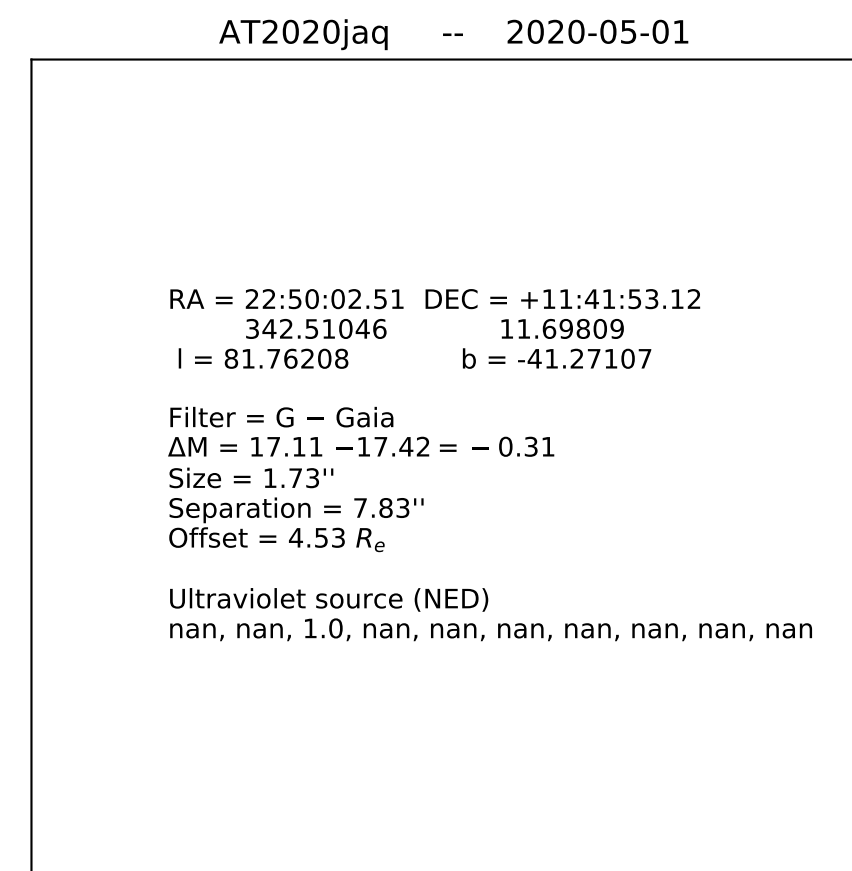 AT2020jaq -- 2020-05-01
RA = 22:50:02.51 DEC = +11:41:53.12
342.51046 11.69809
l = 81.76208 b = -41.27107
Filter = G − Gaia
ΔM = 17.11 −17.42 = − 0.31
Size = 1.73''
Separation = 7.83''
Offset = 4.53 Re
Ultraviolet source (NED)
nan, nan, 1.0, nan, nan, nan, nan, nan, nan, nan